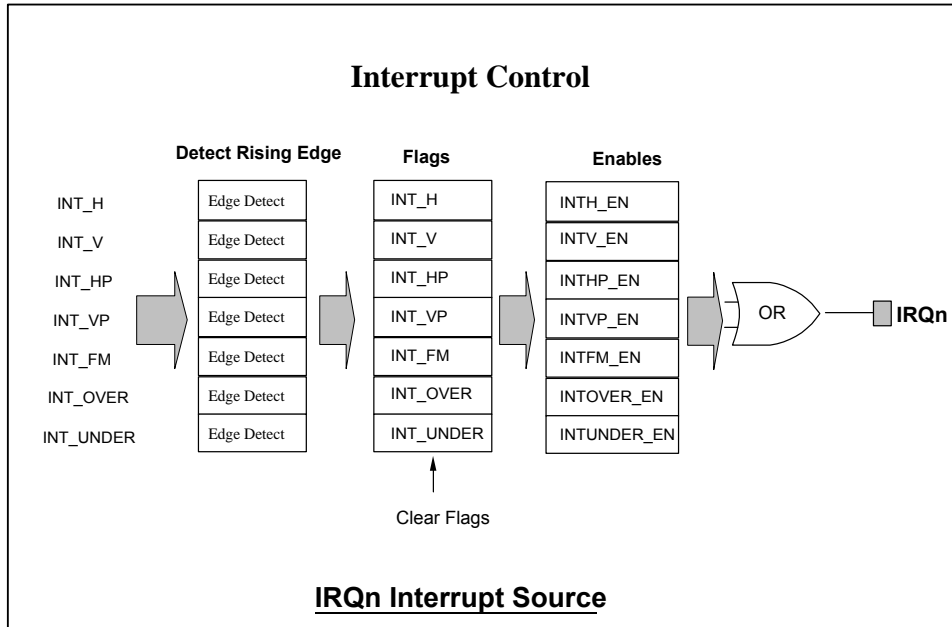 Interrupt Control
Detect Rising Edge Flags Enables
INT_H Edge Detect INT_H INTH_EN
INT_V Edge Detect INT_V INTV_EN
INT_HP Edge Detect INT_HP INTHP_EN
INT_VP Edge Detect INT_VP INTVP_EN OR IRQn
INT_FM Edge Detect INT_FM INTFM_EN
INT_OVER Edge Detect INT_OVER INTOVER_EN
INT_UNDER Edge Detect INT_UNDER INTUNDER_EN
Clear Flags
IRQn Interrupt Source